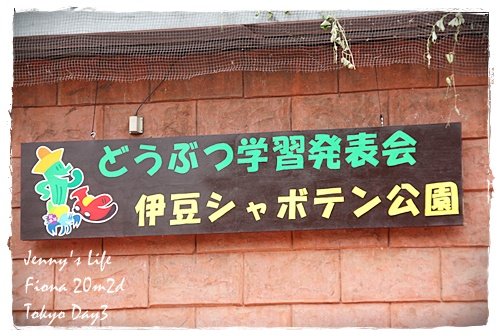 どうぶつ学習発表会
伊豆シャボテン公園
Jenny's Life
Fiona 20m2d
Tokyo Day3